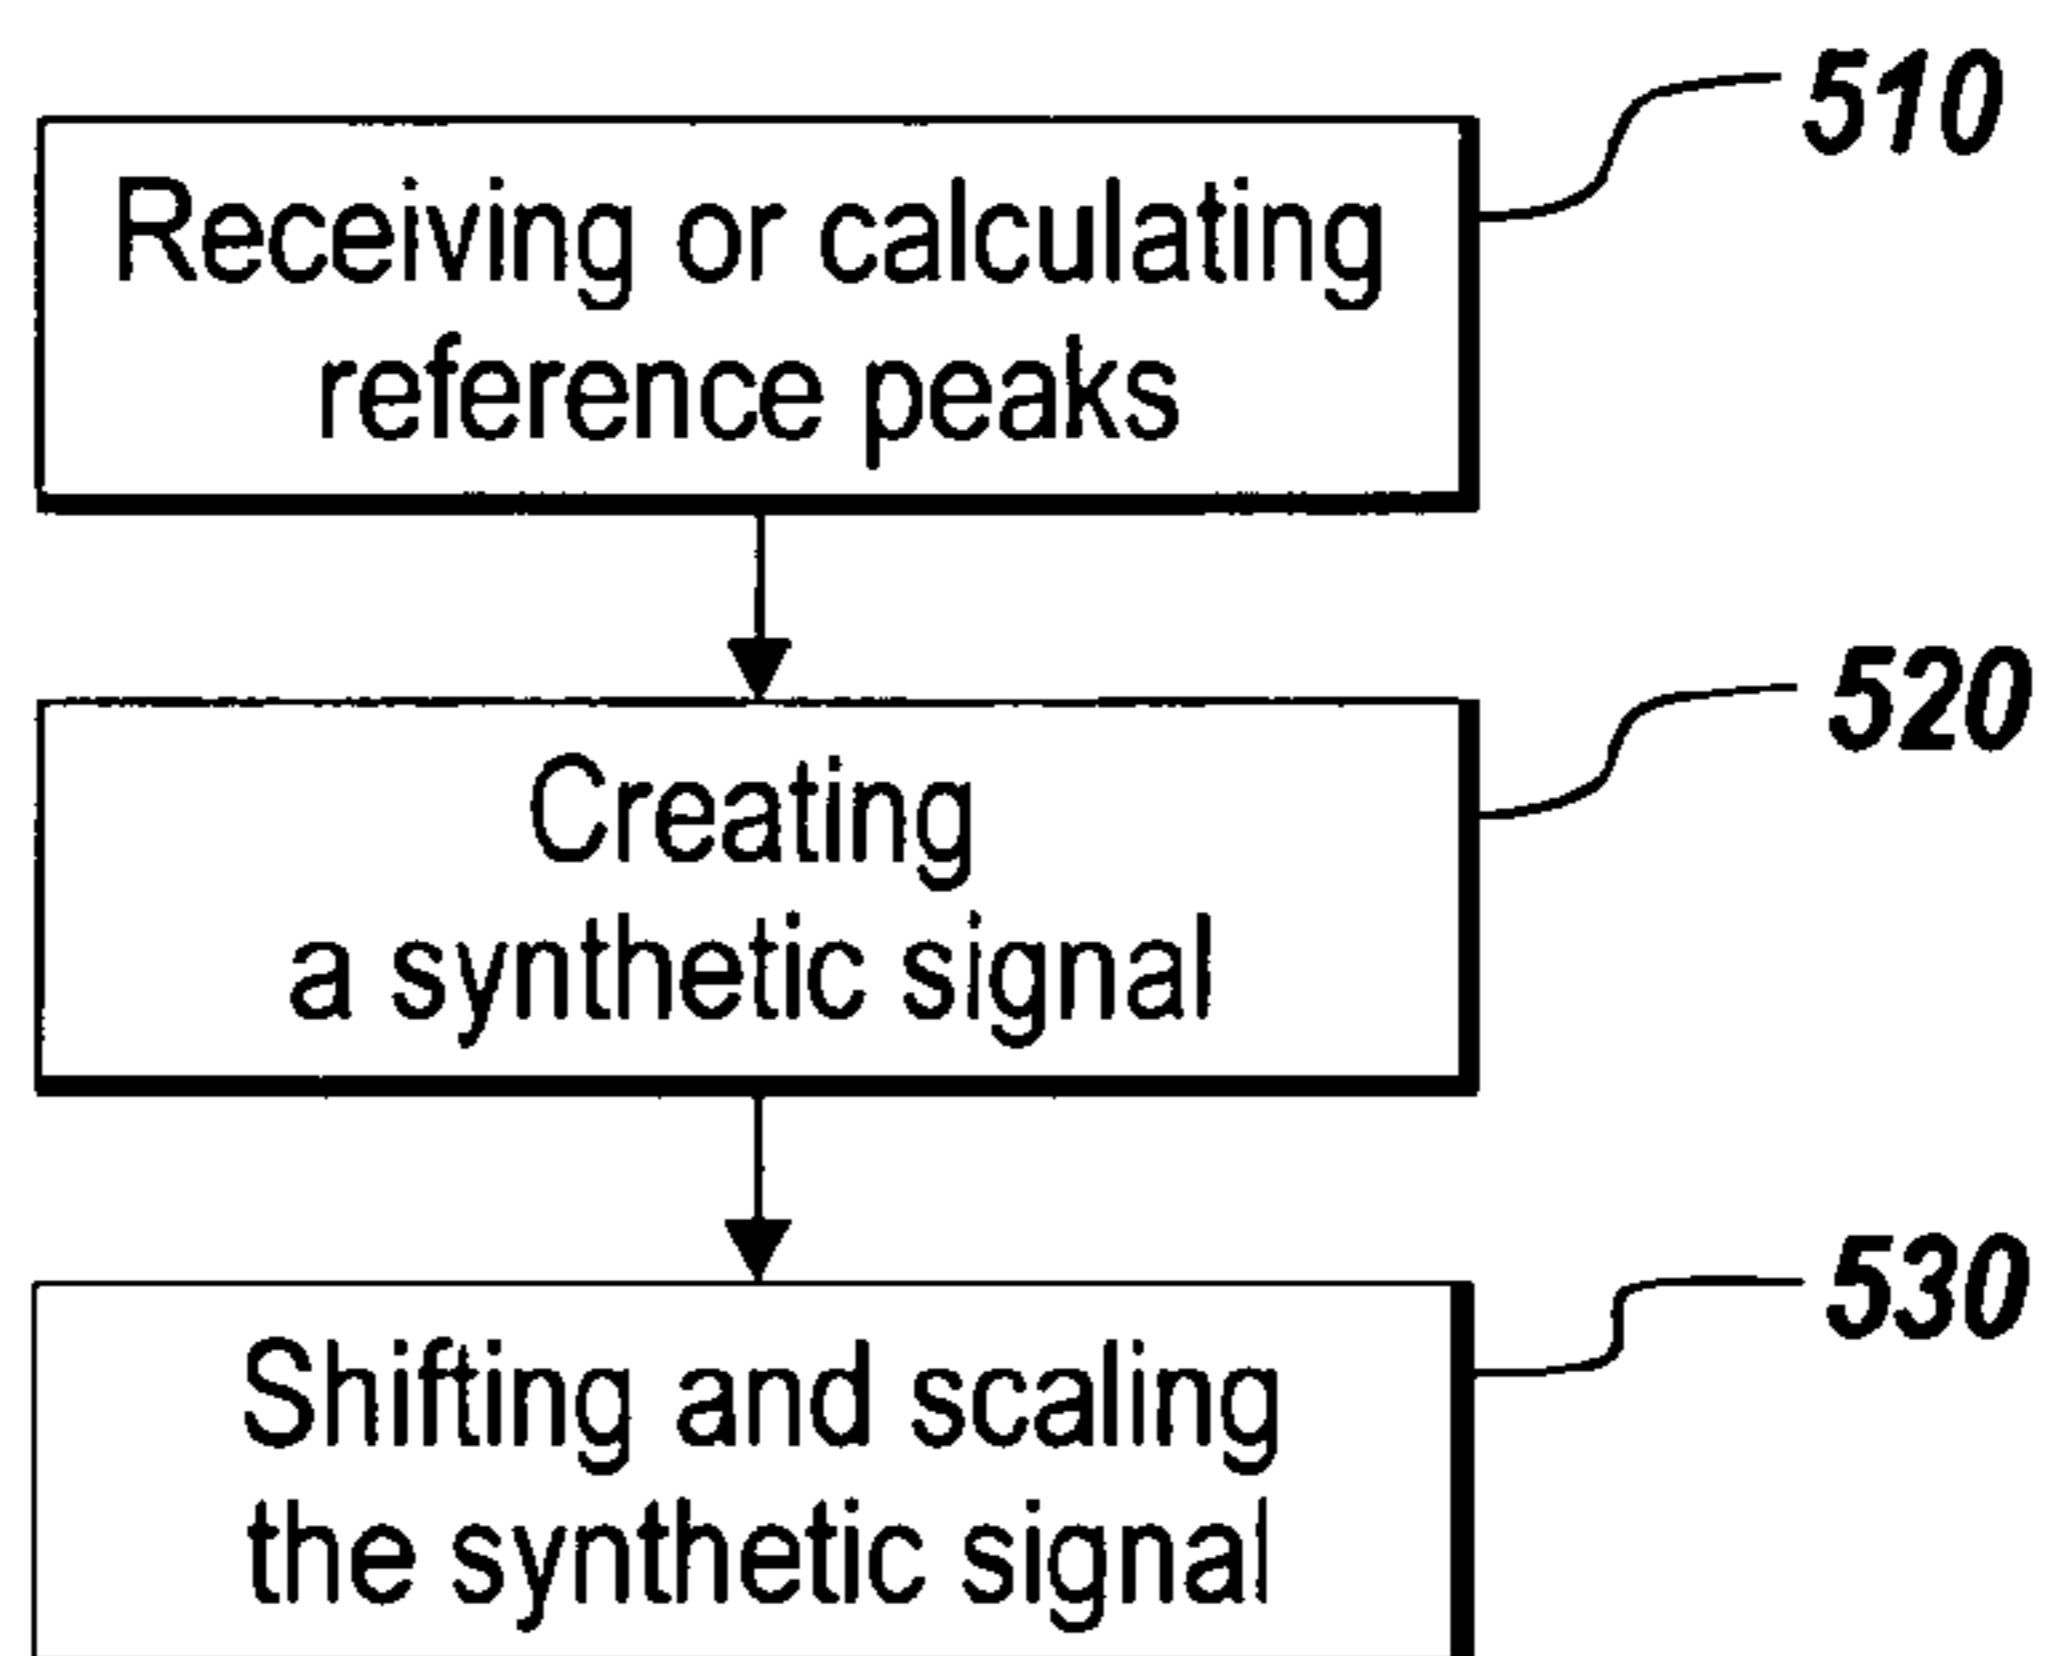 510
Receiving or calculating
reference peaks
520
Creating
a synthetic signal
530
Shifting and scaling
the synthetic signal